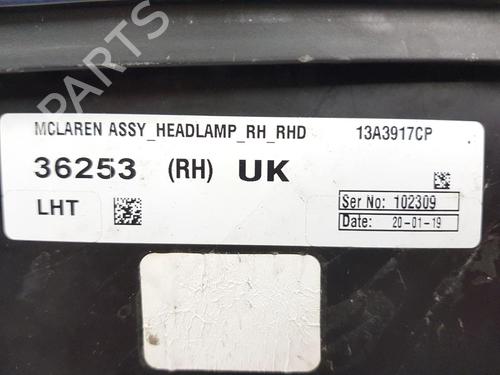 PARTS
MCLAREN ASSY_HEADLAMP_RH_RHD 13A3917CP
36253 (RH) UK
LHT
Ser No: 102309
Date: 20-01-19